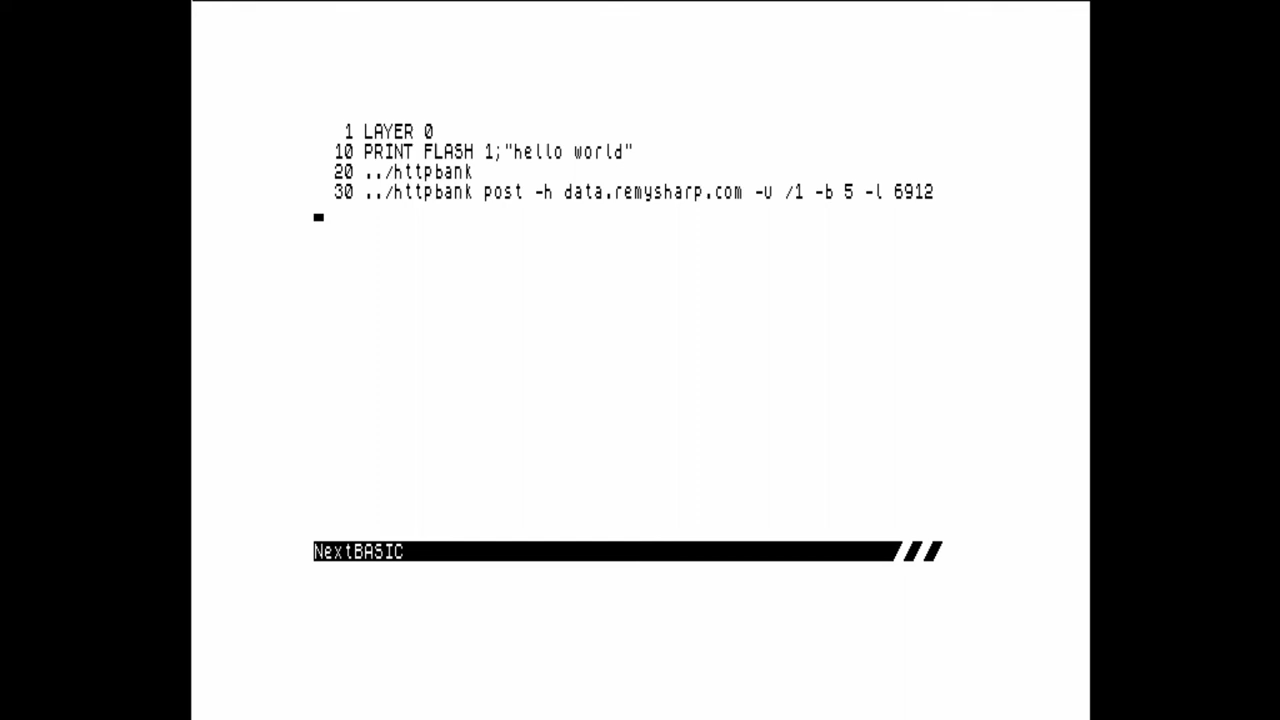 1 LAYER 0
10 PRINT FLASH 1;"hello world"
20 ../httpbank
30 ../httpbank post -h data.remysharp.com -u /1 -b 5 -l 6912
NextBASIC